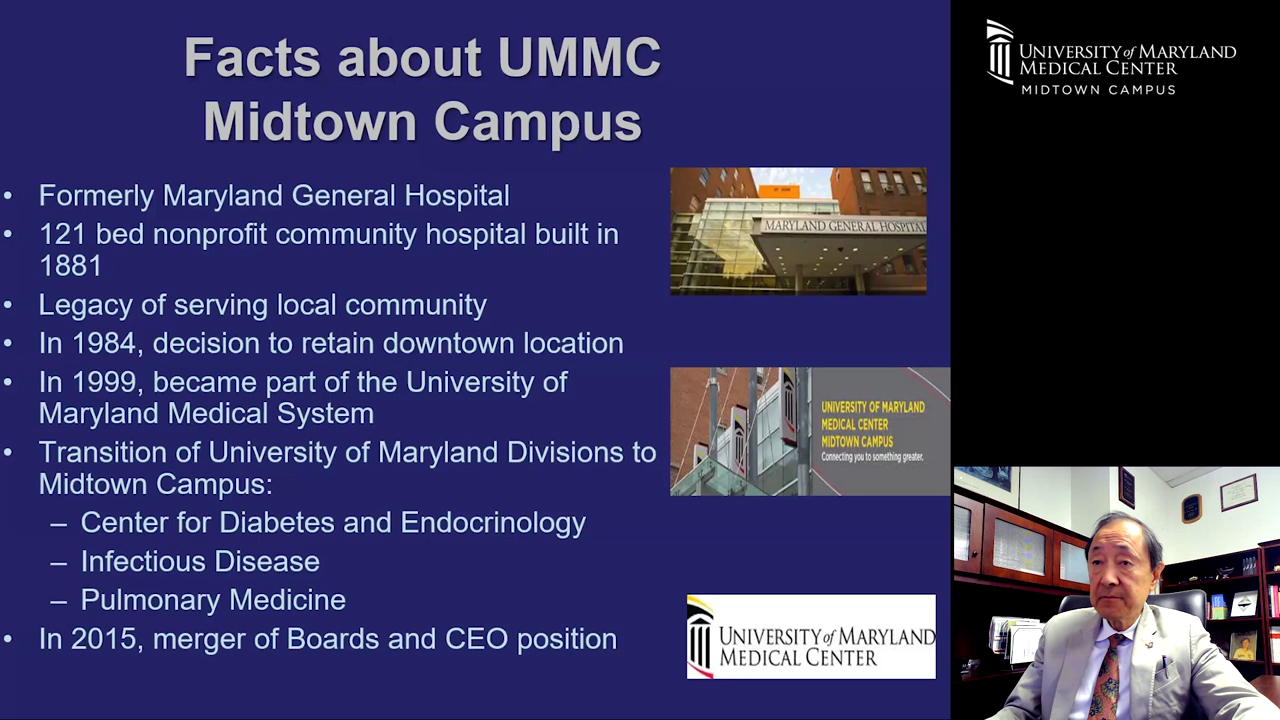 Facts about UMMC
Midtown Campus
• Formerly Maryland General Hospital
• 121 bed nonprofit community hospital built in
1881
• Legacy of serving local community
• In 1984, decision to retain downtown location
• In 1999, became part of the University of
Maryland Medical System
• Transition of University of Maryland Divisions to
Midtown Campus:
– Center for Diabetes and Endocrinology
– Infectious Disease
– Pulmonary Medicine
• In 2015, merger of Boards and CEO position
MARYLAND GENERAL HOSPITAL
UNIVERSITY OF MARYLAND
MEDICAL CENTER
MIDTOWN CAMPUS
Connecting you to something greater.
UNIVERSITY of MARYLAND
MEDICAL CENTER
UNIVERSITY of MARYLAND
MEDICAL CENTER
MIDTOWN CAMPUS